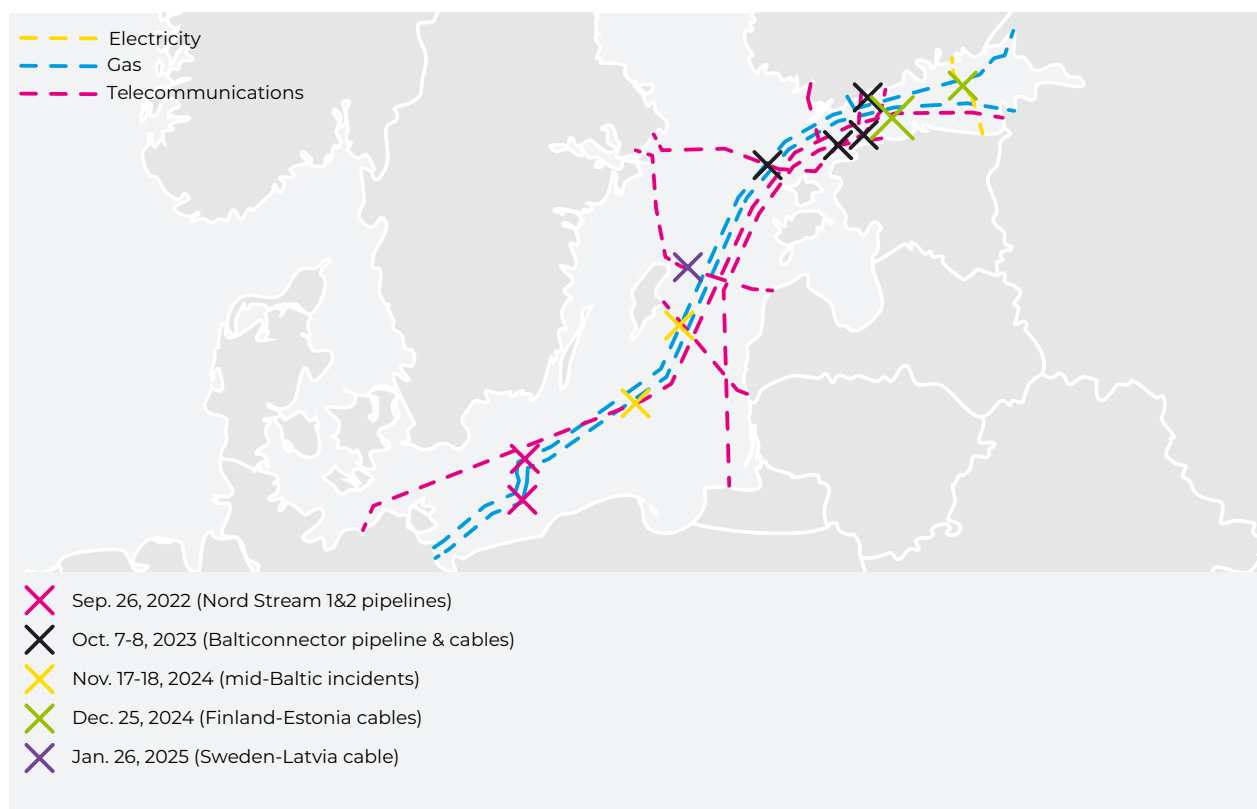 Electricity
Gas
Telecommunications
Sep. 26, 2022 (Nord Stream 1&2 pipelines)
Oct. 7-8, 2023 (Balticonnector pipeline & cables)
Nov. 17-18, 2024 (mid-Baltic incidents)
Dec. 25, 2024 (Finland-Estonia cables)
Jan. 26, 2025 (Sweden-Latvia cable)